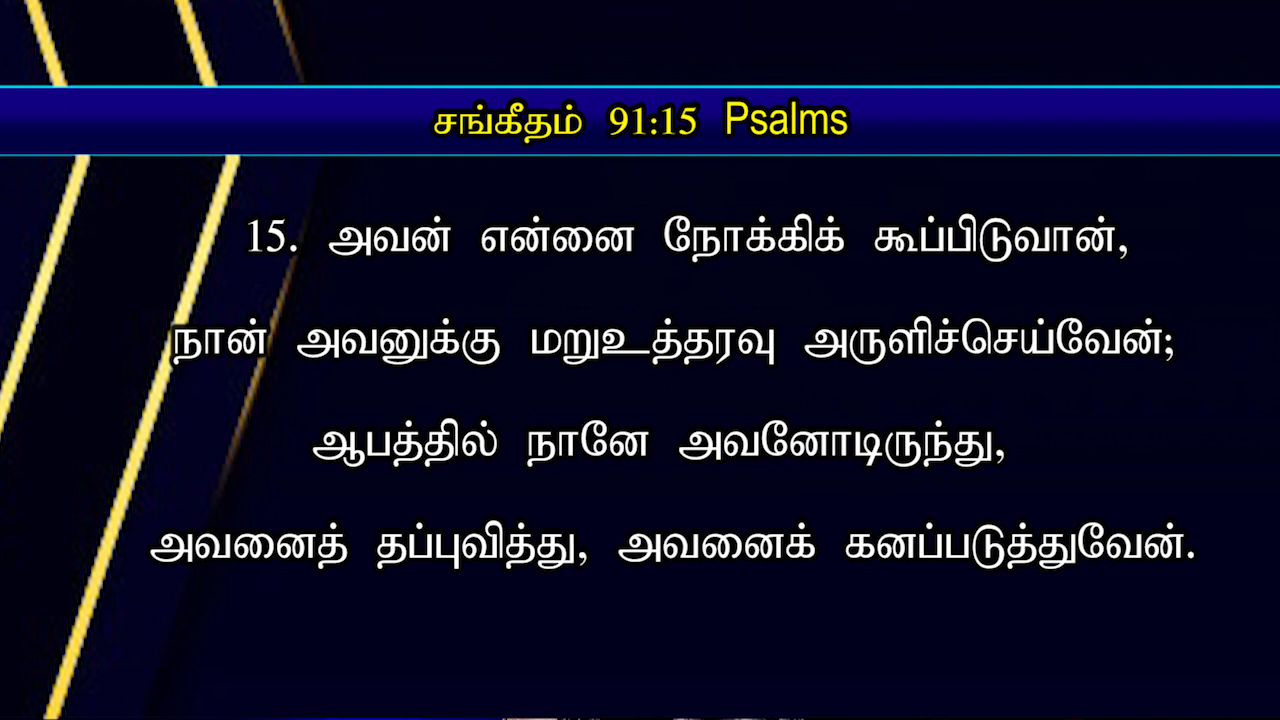 சங்கீதம் 91:15 Psalms
15. அவன் என்னை நோக்கிக் கூப்பிடுவான்,
நான் அவனுக்கு மறுஉத்தரவு அருளிச்செய்வேன்;
ஆபத்தில் நானே அவனோடிருந்து,
அவனைத் தப்புவித்து, அவனைக் கனப்படுத்துவேன்.